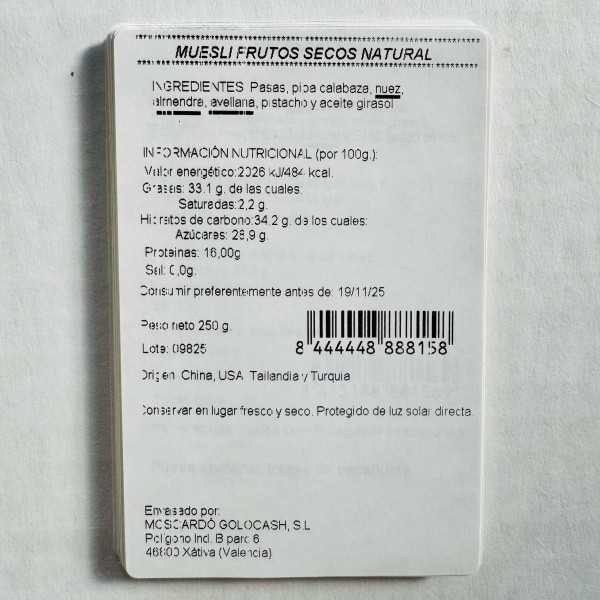 MUESLI FRUTOS SECOS NATURAL
INGREDIENTES Pasas, pipa calabaza, nuez,
almendra, avellana, pistacho y aceite girasol
INFORMACIÓN NUTRICIONAL (por 100g.):
Valor energético:2026 kJ/484 kcal.
Grasas: 33,1 g. de las cuales:
Saturadas:2,2 g.
Hidratos de carbono:34,2 g. de los cuales:
Azúcares: 28,9 g.
Proteinas: 16,00g
Sal: 0,0g.
Consumir preferentemente antes de: 19/11/25
Peso neto 250 g.
Lote: 09825
8 444448 888158
Origen China, USA Tailandia y Turquia
Conservar en lugar fresco y seco. Protegido de luz solar directa.
Envasado por:
MOSCARDÓ GOLOCASH, S.L
Polígono Ind. B parc 6
46800 Xàtiva (Valencia)